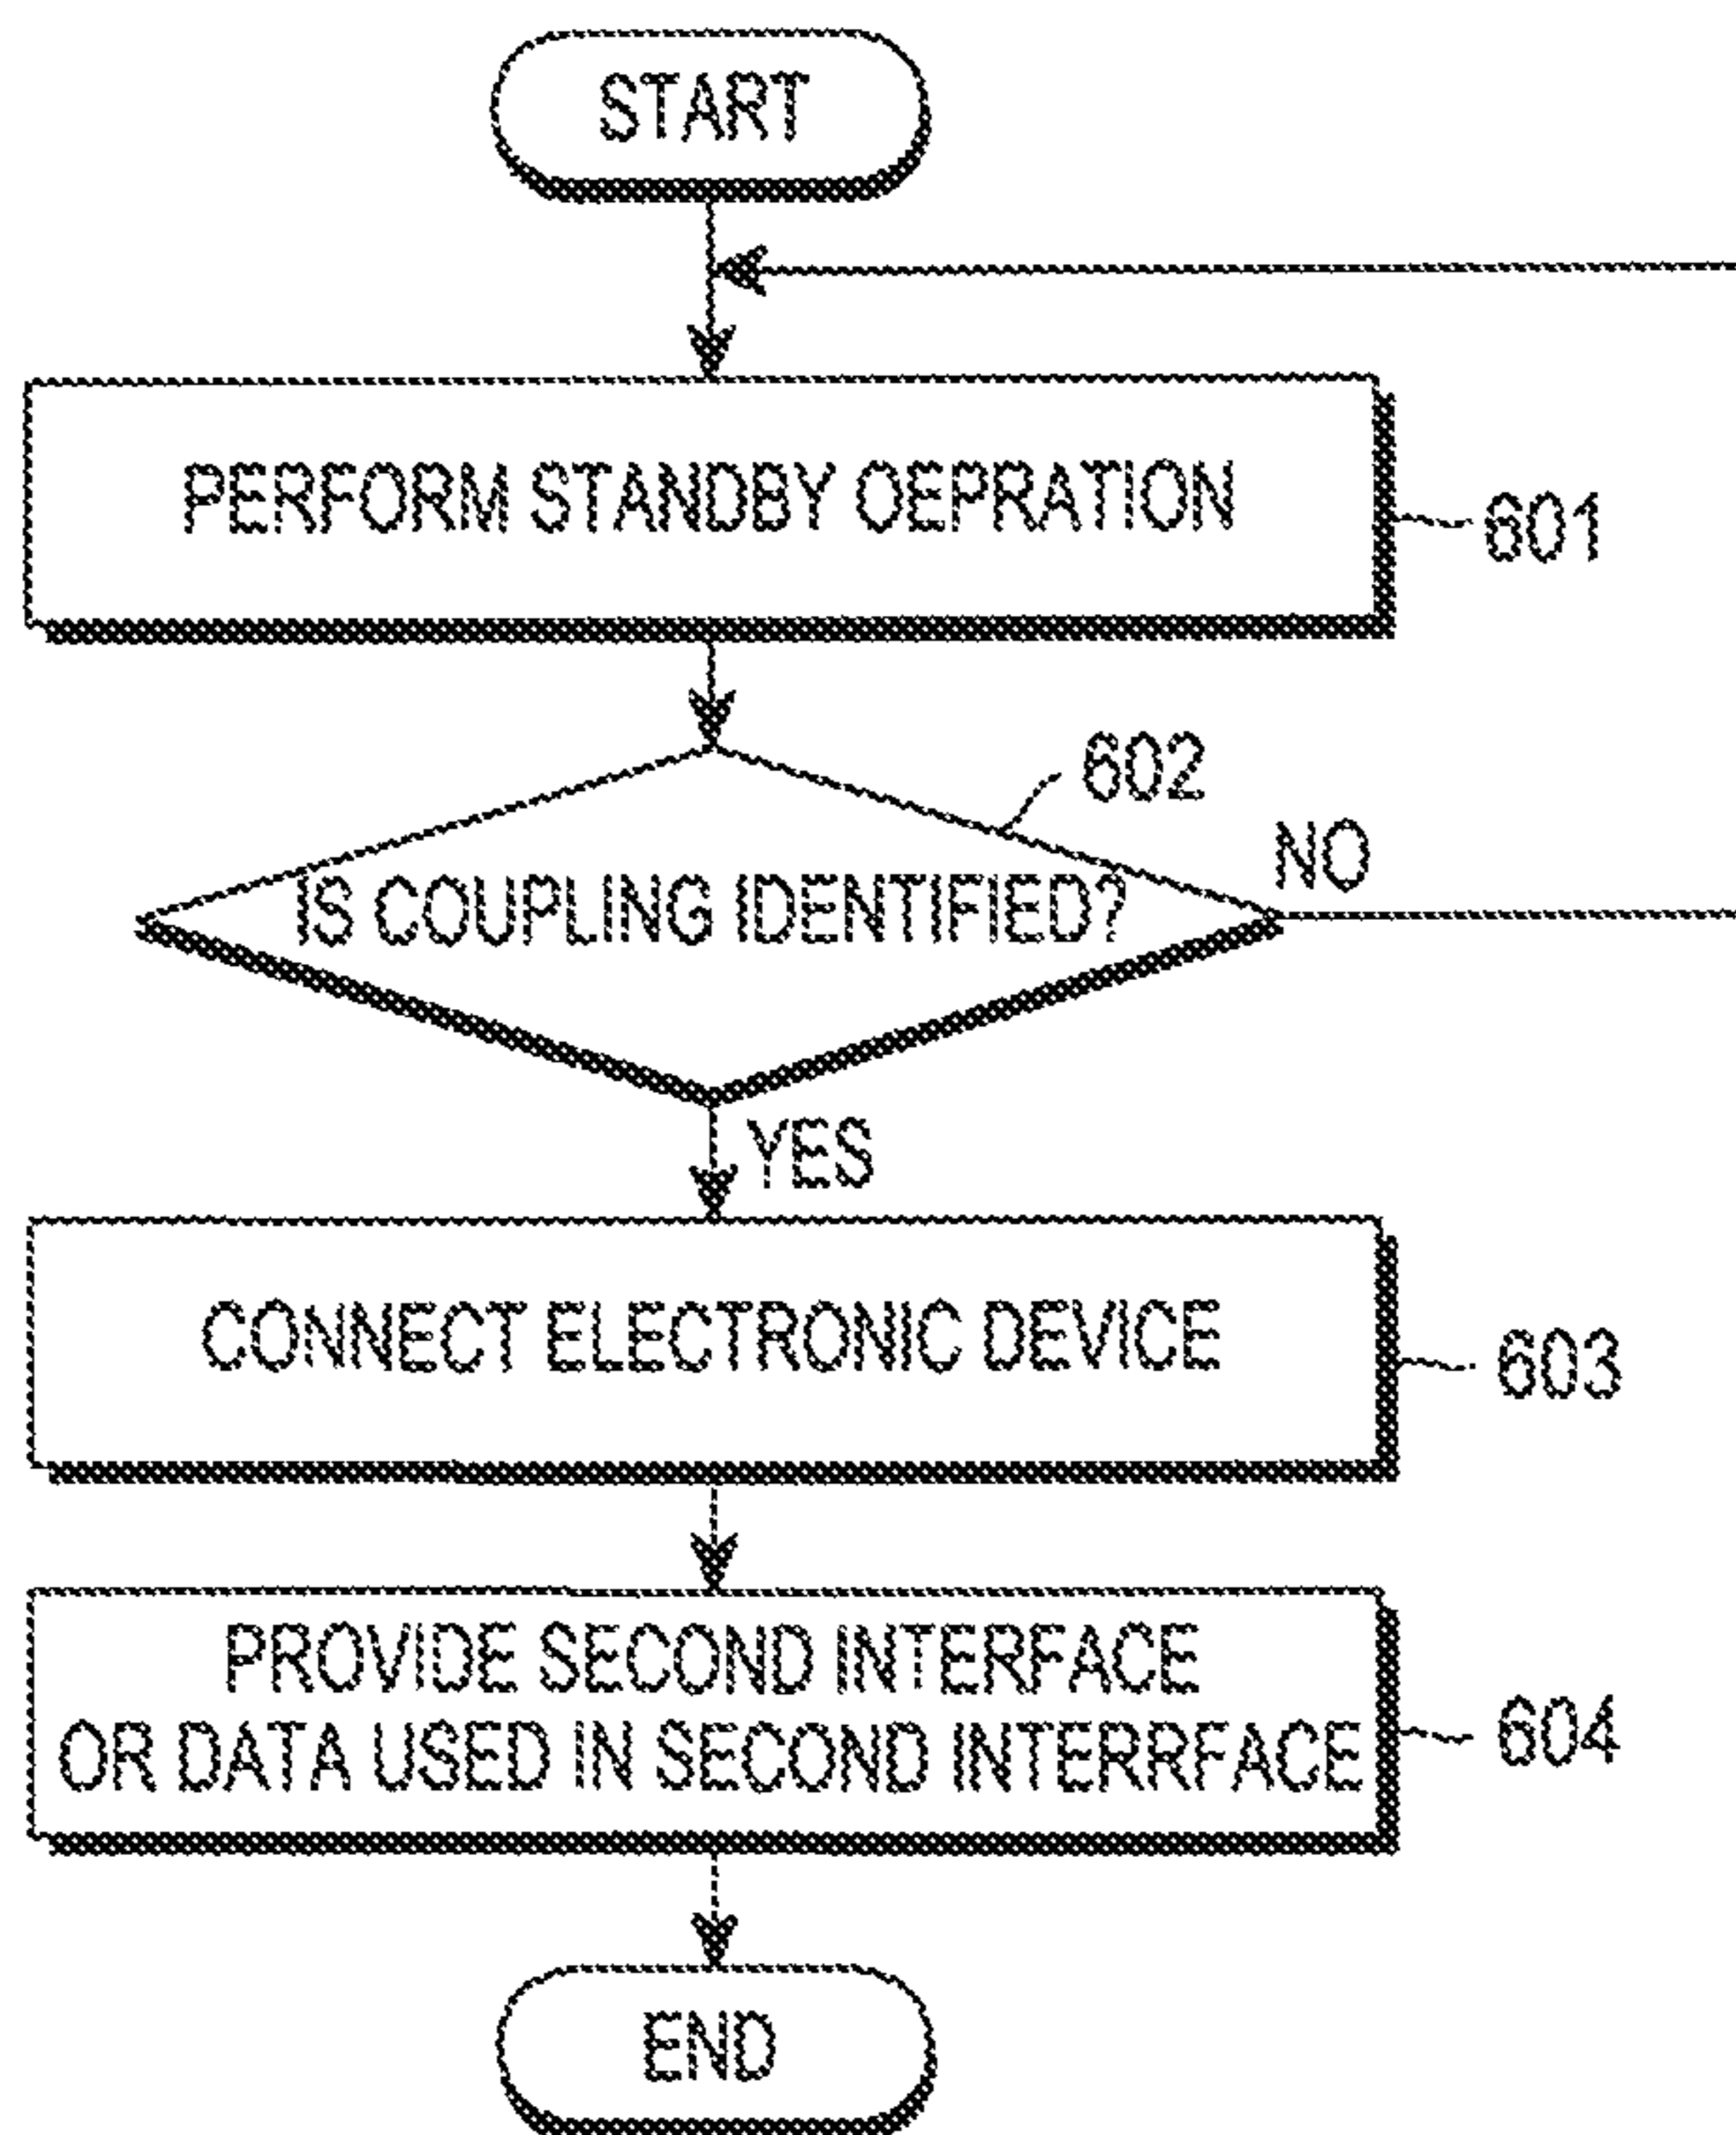 START
PERFORM STANDBY OEPRATION
601
602
IS COUPLING IDENTIFIED?
NO
YES
CONNECT ELECTRONIC DEVICE
603
PROVIDE SECOND INTERFACE
OR DATA USED IN SECOND INTERRFACE
604
END